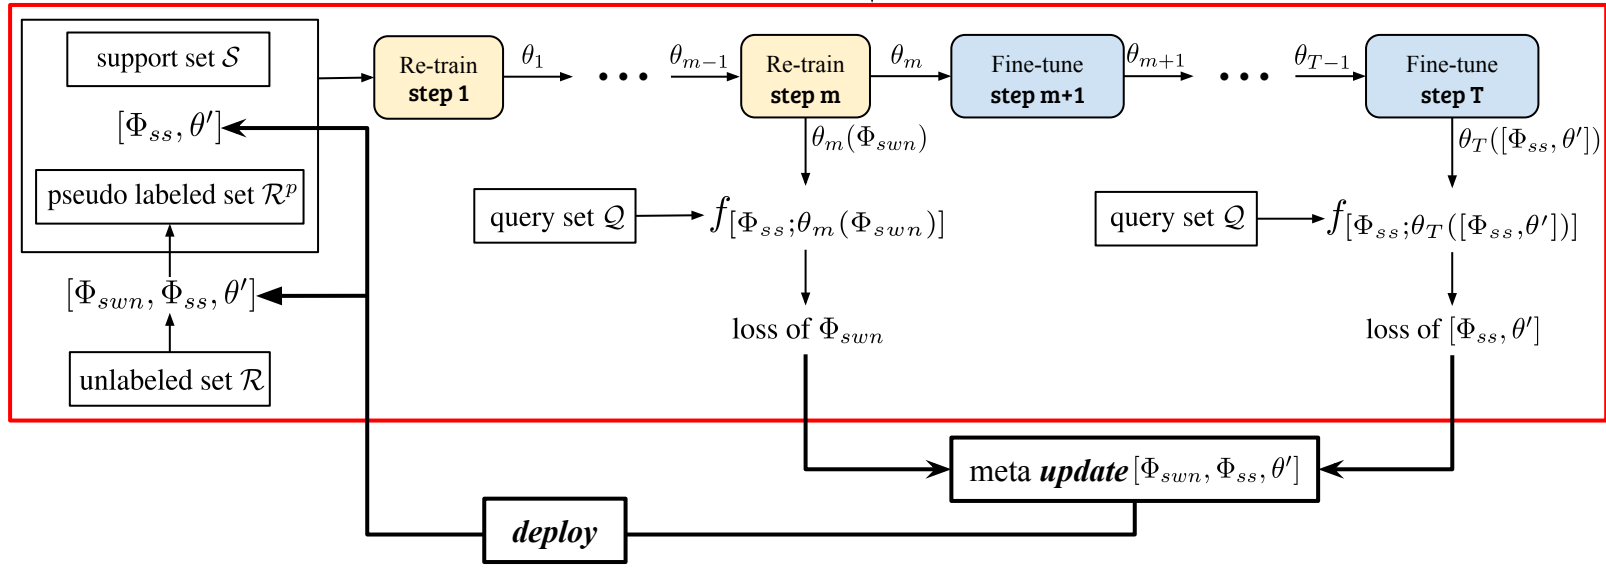 support set 𝒮
[Φ_ss, θ′]
pseudo labeled set ℛ^p
[Φ_swn, Φ_ss, θ′]
unlabeled set ℛ
Re-train
step 1
θ_1
•••
θ_{m−1}
Re-train
step m
θ_m
Fine-tune
step m+1
θ_{m+1}
•••
θ_{T−1}
Fine-tune
step T
θ_m(Φ_swn)
query set 𝒬
f_{[Φ_ss;θ_m(Φ_swn)]}
loss of Φ_swn
θ_T([Φ_ss, θ′])
query set 𝒬
f_{[Φ_ss;θ_T([Φ_ss,θ′])]}
loss of [Φ_ss, θ′]
meta update [Φ_swn, Φ_ss, θ′]
deploy